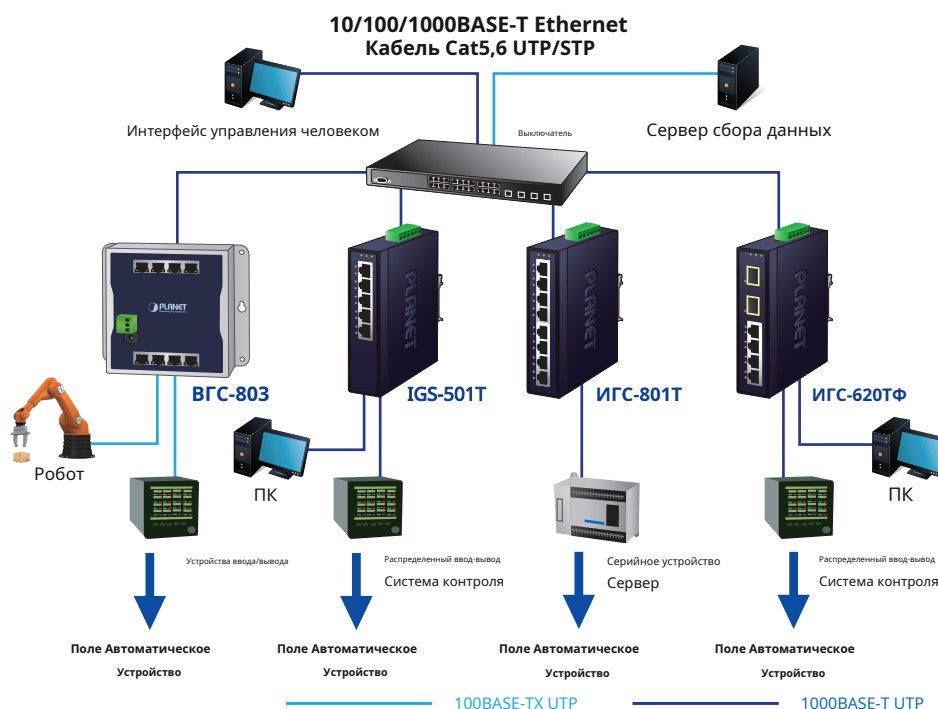 10/100/1000BASE-T Ethernet
Кабель Cat5,6 UTP/STP
Интерфейс управления человеком
Выключатель
Сервер сбора данных
PLANET
PLANET
PLANET
PLANET
ВГС-803
IGS-501T
ИГС-801Т
ИГС-620ТФ
Робот
ПК
ПК
Устройства ввода/вывода
Распределенный ввод-вывод
Система контроля
Серийное устройство
Сервер
Распределенный ввод-вывод
Система контроля
Поле Автоматическое
Устройство
Поле Автоматическое
Устройство
Поле Автоматическое
Устройство
Поле Автоматическое
Устройство
100BASE-TX UTP
1000BASE-T UTP